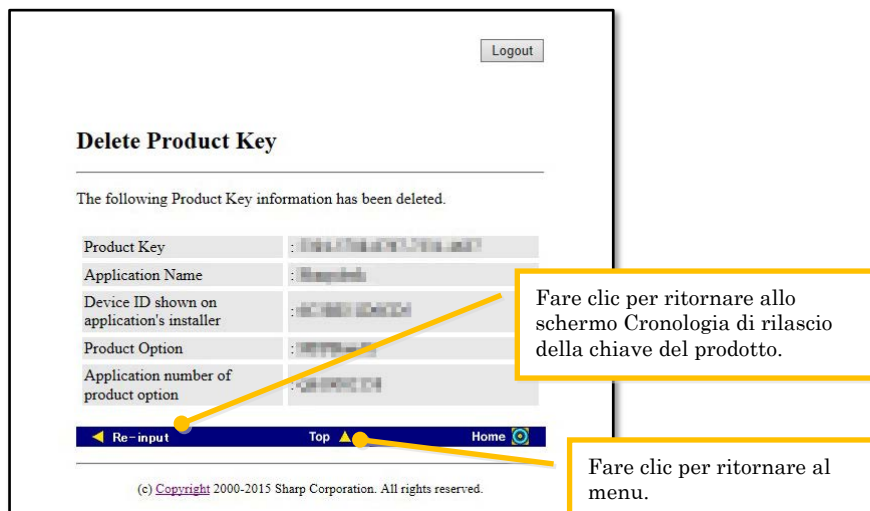 Logout
Delete Product Key
The following Product Key information has been deleted.
Product Key :
Application Name :
Device ID shown on
application's installer :
Product Option :
Application number of
product option :
Fare clic per ritornare allo
schermo Cronologia di rilascio
della chiave del prodotto.
Re-input Top Home
Fare clic per ritornare al
menu.
(c) Copyright 2000-2015 Sharp Corporation. All rights reserved.